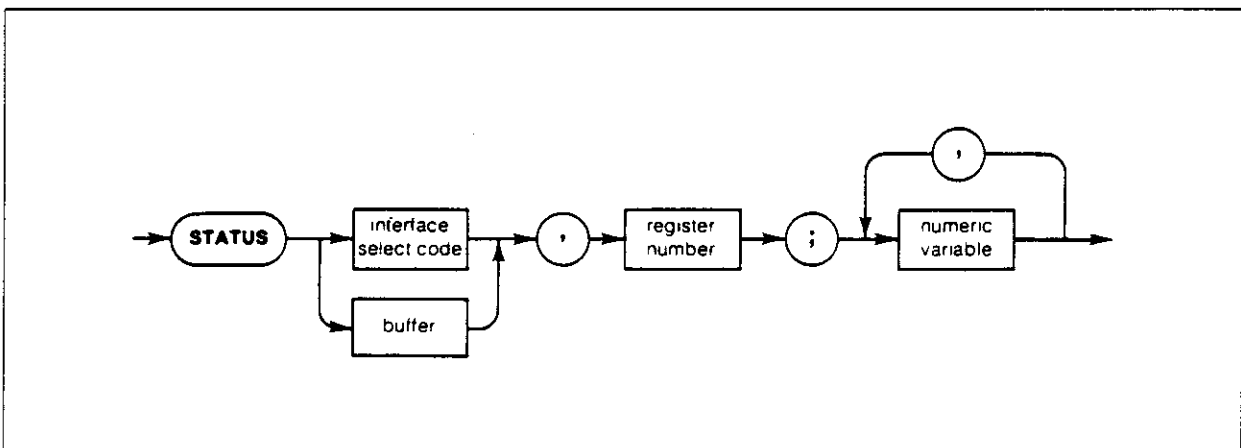 ,
STATUS
interface
select code
,
register
number
;
numeric
variable
buffer